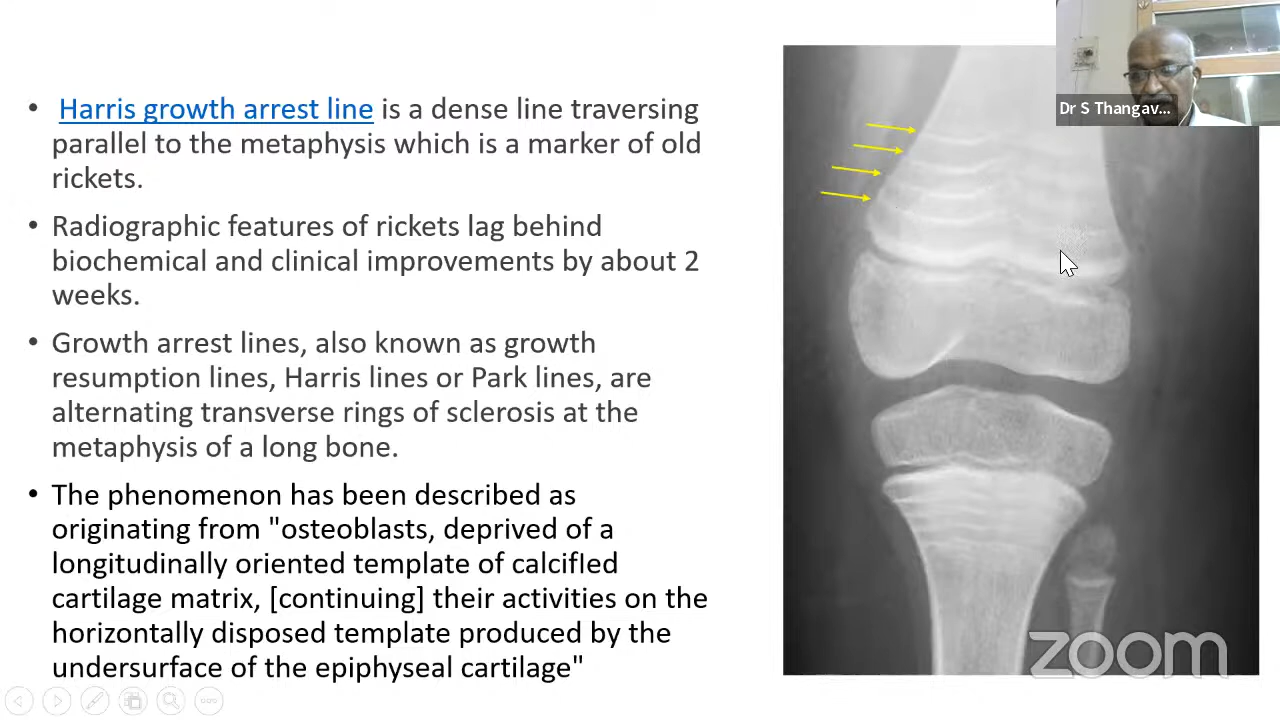 Harris growth arrest line is a dense line traversing
parallel to the metaphysis which is a marker of old
rickets.
Radiographic features of rickets lag behind
biochemical and clinical improvements by about 2
weeks.
Growth arrest lines, also known as growth
resumption lines, Harris lines or Park lines, are
alternating transverse rings of sclerosis at the
metaphysis of a long bone.
The phenomenon has been described as
originating from "osteoblasts, deprived of a
longitudinally oriented template of calcifled
cartilage matrix, [continuing] their activities on the
horizontally disposed template produced by the
undersurface of the epiphyseal cartilage"
Dr S Thangav...
zoom